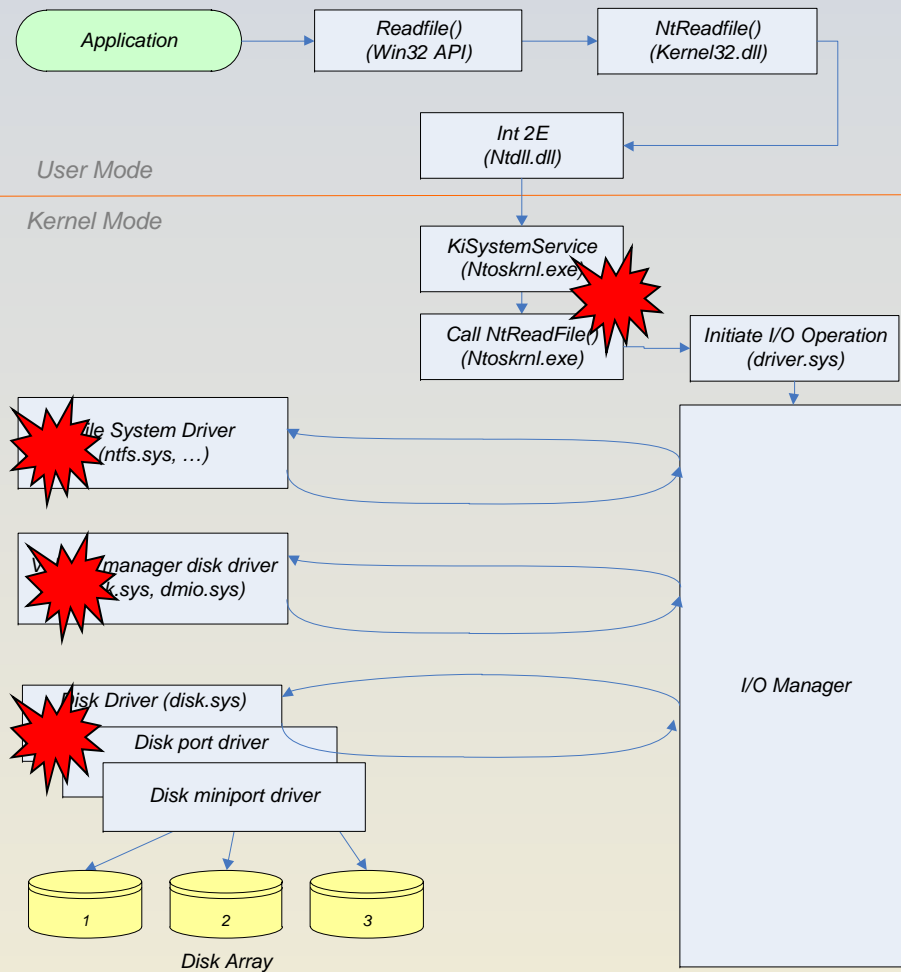 Application
Readfile()
(Win32 API)
NtReadfile()
(Kernel32.dll)
Int 2E
(Ntdll.dll)
User Mode
Kernel Mode
KiSystemService
(Ntoskrnl.exe)
Call NtReadFile()
(Ntoskrnl.exe)
Initiate I/O Operation
(driver.sys)
File System Driver
(ntfs.sys, …)
manager disk driver
dmio.sys)
Disk Driver (disk.sys)
Disk port driver
Disk miniport driver
I/O Manager
1
2
3
Disk Array